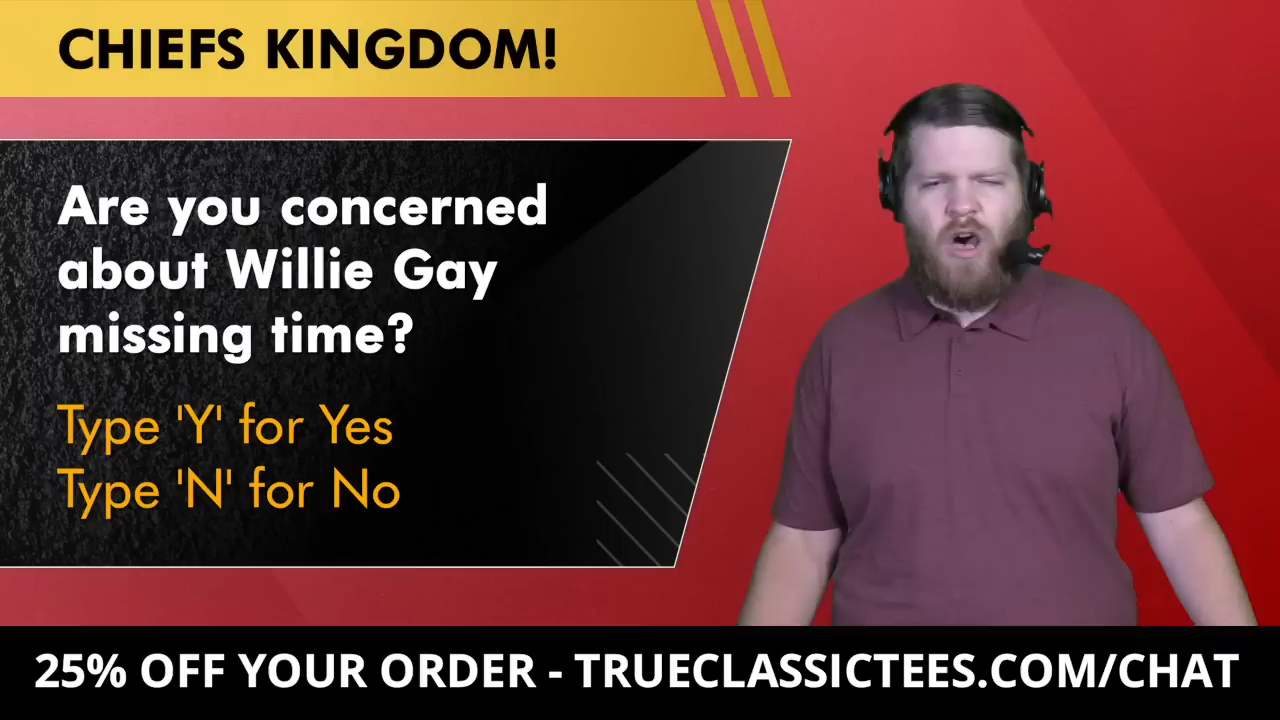 CHIEFS KINGDOM!
Are you concerned
about Willie Gay
missing time?
Type 'Y' for Yes
Type 'N' for No
25% OFF YOUR ORDER - TRUECLASSICTEES.COM/CHAT